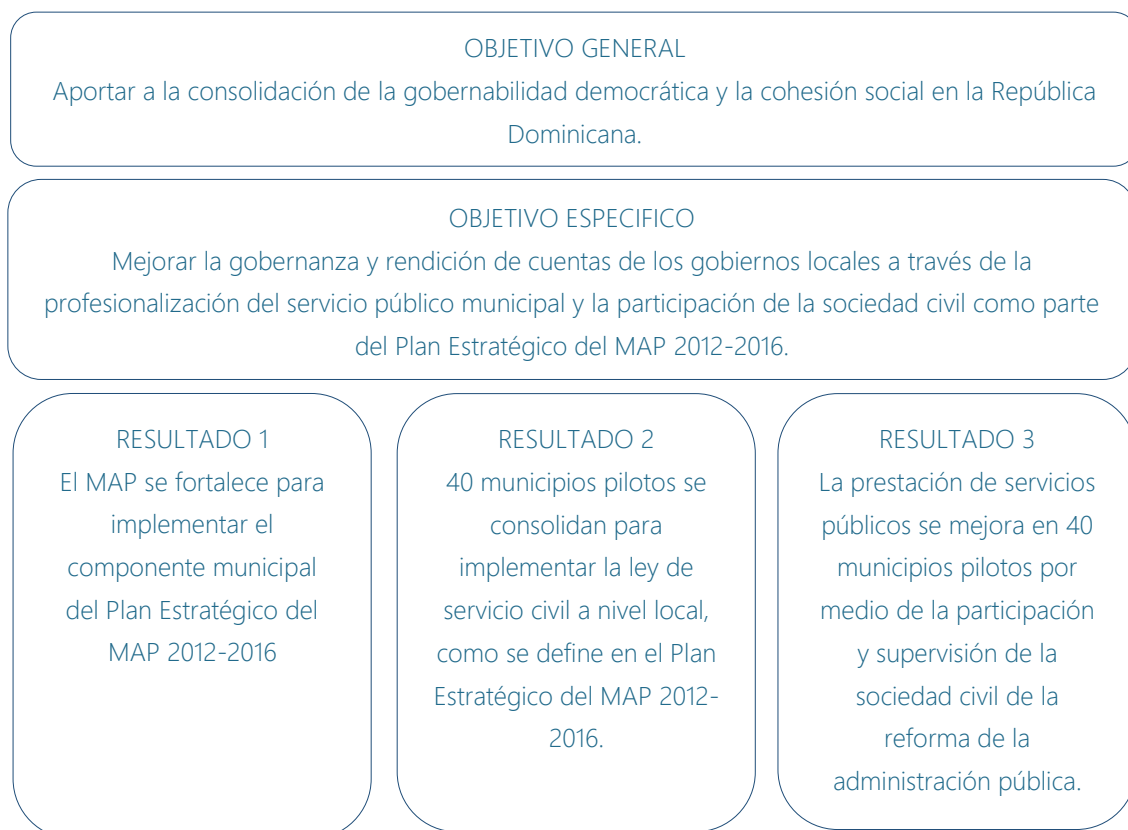 OBJETIVO GENERAL
Aportar a la consolidación de la gobernabilidad democrática y la cohesión social en la República
Dominicana.
OBJETIVO ESPECIFICO
Mejorar la gobernanza y rendición de cuentas de los gobiernos locales a través de la
profesionalización del servicio público municipal y la participación de la sociedad civil como parte
del Plan Estratégico del MAP 2012-2016.
RESULTADO 1
El MAP se fortalece para
implementar el
componente municipal
del Plan Estratégico del
MAP 2012-2016
RESULTADO 2
40 municipios pilotos se
consolidan para
implementar la ley de
servicio civil a nivel local,
como se define en el Plan
Estratégico del MAP 2012-
2016.
RESULTADO 3
La prestación de servicios
públicos se mejora en 40
municipios pilotos por
medio de la participación
y supervisión de la
sociedad civil de la
reforma de la
administración pública.